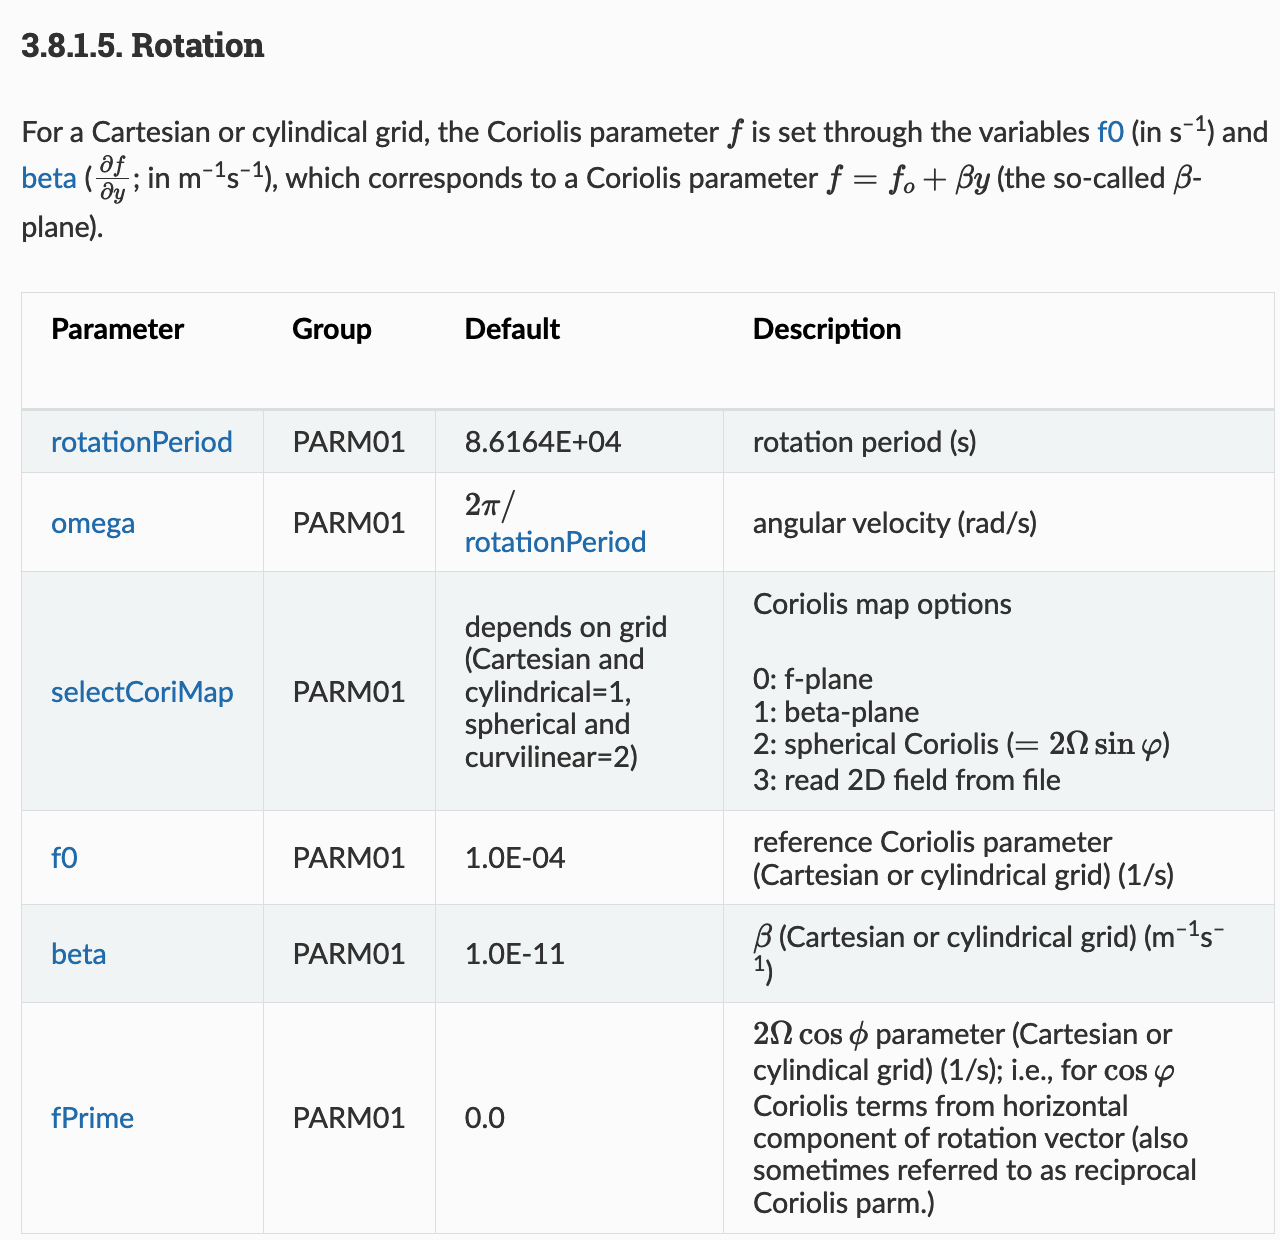 3.8.1.5. Rotation
For a Cartesian or cylindical grid, the Coriolis parameter f is set through the variables f0 (in s⁻¹) and
beta (∂f/∂y; in m⁻¹s⁻¹), which corresponds to a Coriolis parameter f = fₒ + βy (the so-called β-
plane).
Parameter Group Default Description
rotationPeriod PARM01 8.6164E+04 rotation period (s)
omega PARM01 2π/
rotationPeriod
angular velocity (rad/s)
selectCoriMap PARM01
depends on grid
(Cartesian and
cylindrical=1,
spherical and
curvilinear=2)
Coriolis map options
0: f-plane
1: beta-plane
2: spherical Coriolis (= 2Ω sin φ)
3: read 2D field from file
f0 PARM01 1.0E-04
reference Coriolis parameter
(Cartesian or cylindrical grid) (1/s)
beta PARM01 1.0E-11
β (Cartesian or cylindrical grid) (m⁻¹s⁻
¹)
fPrime PARM01 0.0
2Ω cos ϕ parameter (Cartesian or
cylindical grid) (1/s); i.e., for cos φ
Coriolis terms from horizontal
component of rotation vector (also
sometimes referred to as reciprocal
Coriolis parm.)